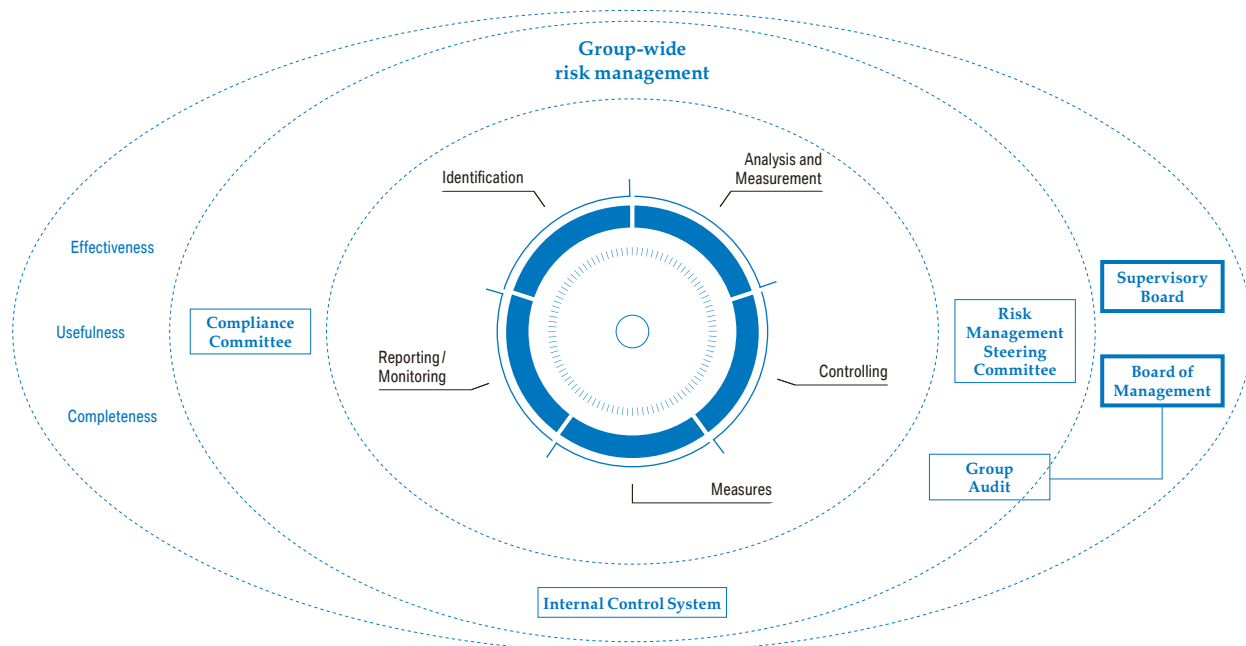 Group-wide
risk management
Identification
Analysis and
Measurement
Effectiveness
Usefulness
Completeness
Compliance
Committee
Reporting/
Monitoring
Controlling
Measures
Risk
Management
Steering
Committee
Supervisory
Board
Board of
Management
Group
Audit
Internal Control System